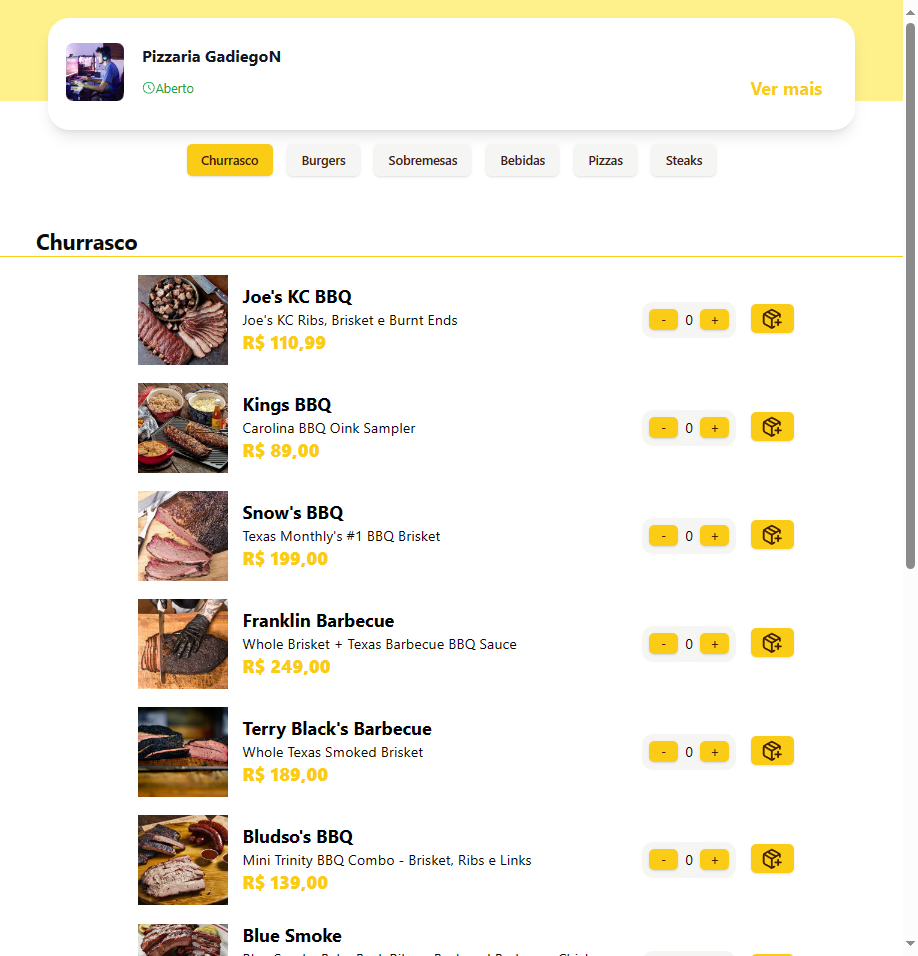 Pizzaria GadiegoN
Aberto
Ver mais
Churrasco Burgers Sobremesas Bebidas Pizzas Steaks
Churrasco
Joe's KC BBQ
Joe's KC Ribs, Brisket e Burnt Ends
R$ 110,99
- 0 +
Kings BBQ
Carolina BBQ Oink Sampler
R$ 89,00
- 0 +
Snow's BBQ
Texas Monthly's #1 BBQ Brisket
R$ 199,00
- 0 +
Franklin Barbecue
Whole Brisket + Texas Barbecue BBQ Sauce
R$ 249,00
- 0 +
Terry Black's Barbecue
Whole Texas Smoked Brisket
R$ 189,00
- 0 +
Bludso's BBQ
Mini Trinity BBQ Combo - Brisket, Ribs e Links
R$ 139,00
- 0 +
Blue Smoke